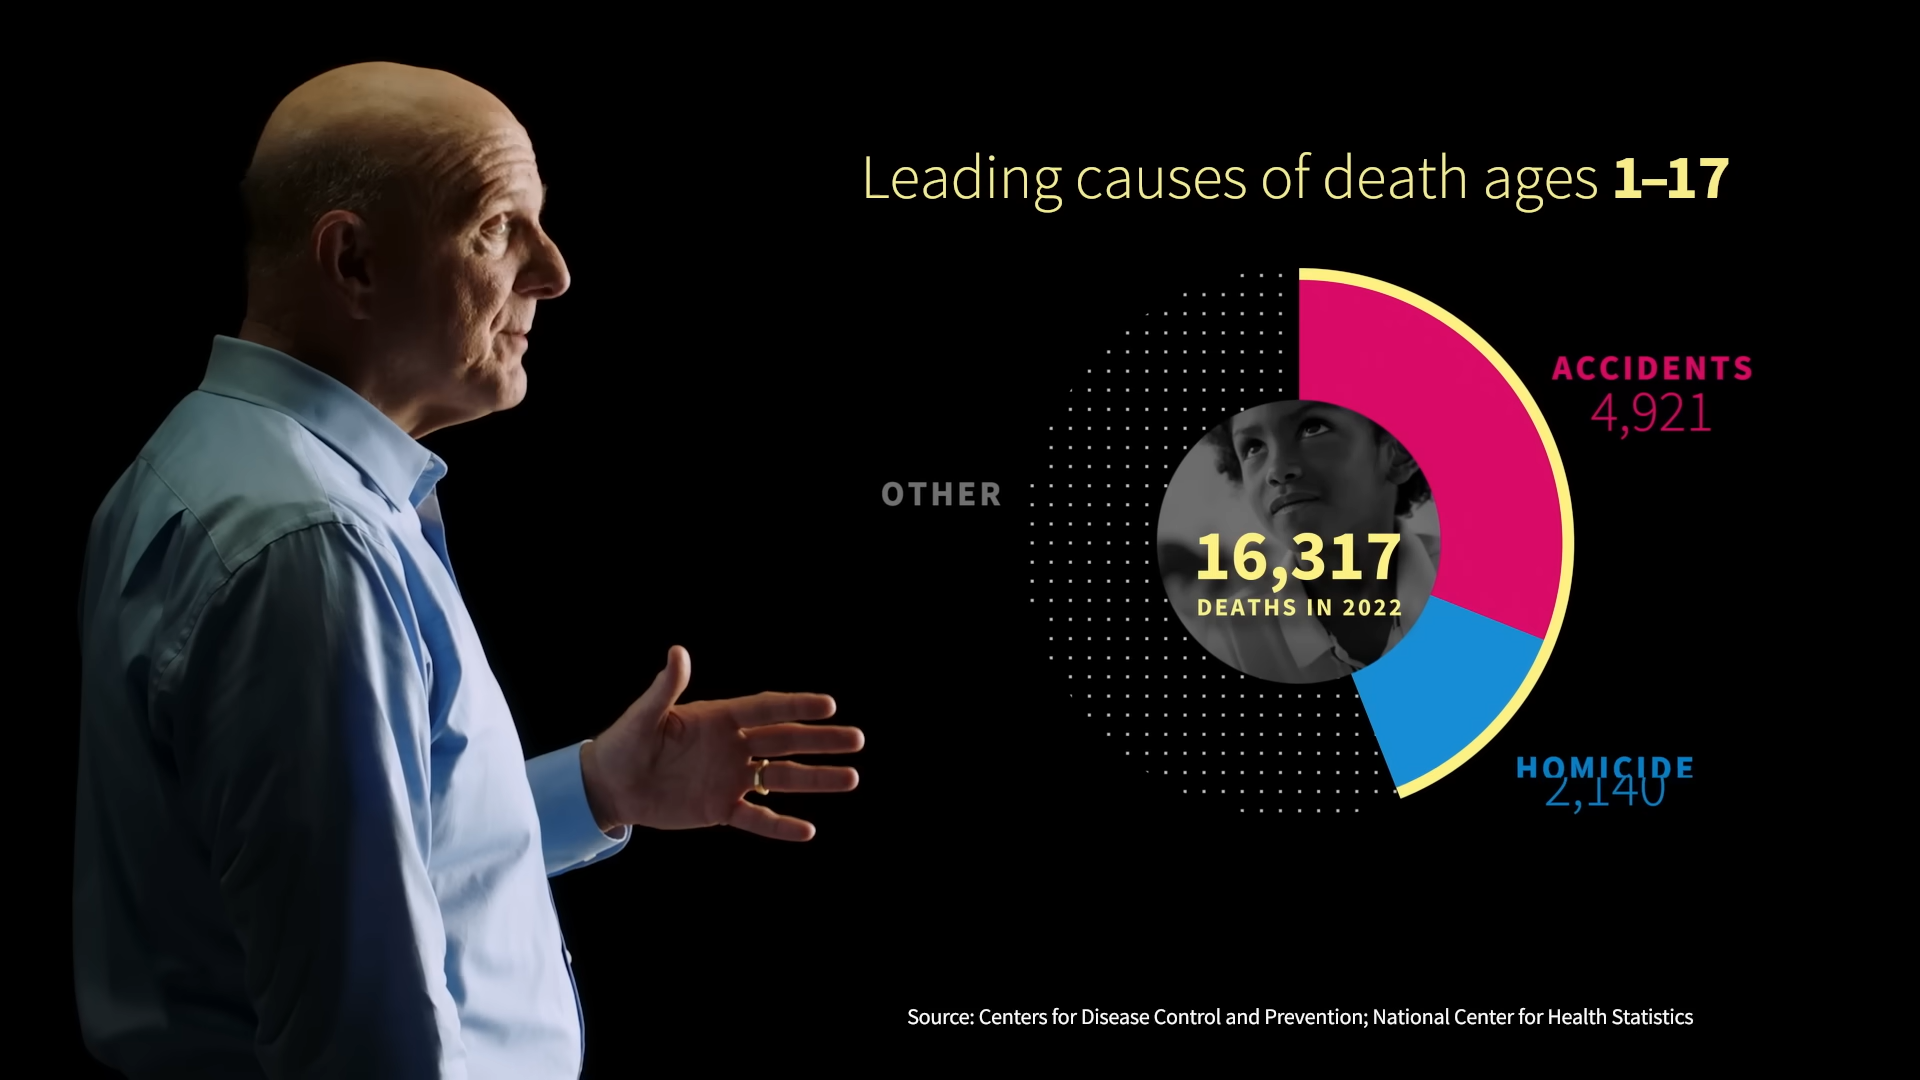 Leading causes of death ages 1–17
ACCIDENTS
4,921
OTHER
16,317
DEATHS IN 2022
HOMICIDE
2,140
Source: Centers for Disease Control and Prevention; National Center for Health Statistics